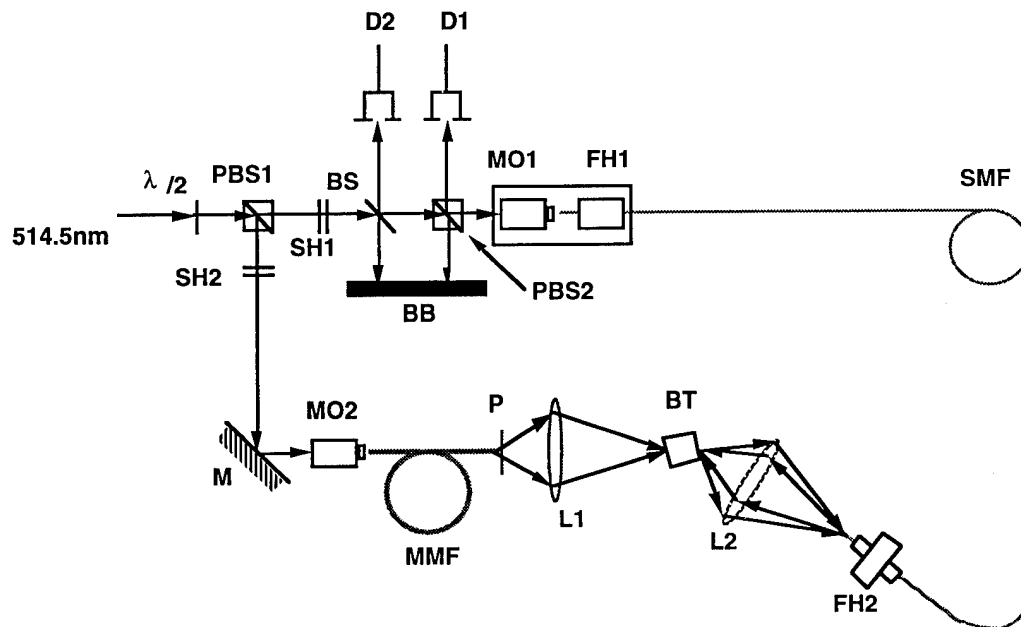 D2
D1
MO1
FH1
SMF
λ/2
PBS1
BS
514.5nm
SH1
SH2
PBS2
BB
MO2
P
BT
M
L1
MMF
L2
FH2